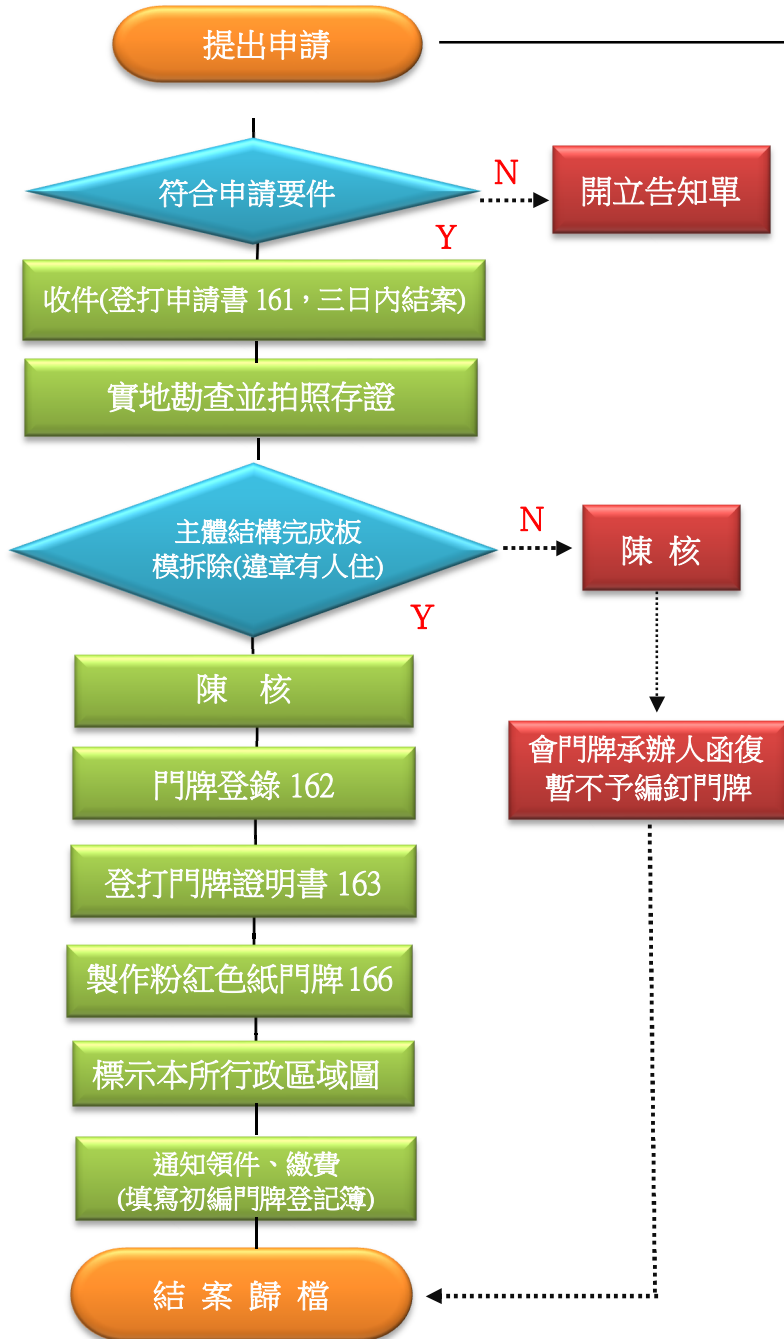 提出申請
符合申請要件
N
開立告知單
Y
收件(登打申請書 161，三日內結案)
實地勘查並拍照存證
主體結構完成板
模拆除(違章有人住)
N
陳 核
Y
陳 核
會門牌承辦人函復
暫不予編釘門牌
門牌登錄 162
登打門牌證明書 163
製作粉紅色紙門牌 166
標示本所行政區域圖
通知領件、繳費
(填寫初編門牌登記簿)
結 案 歸 檔